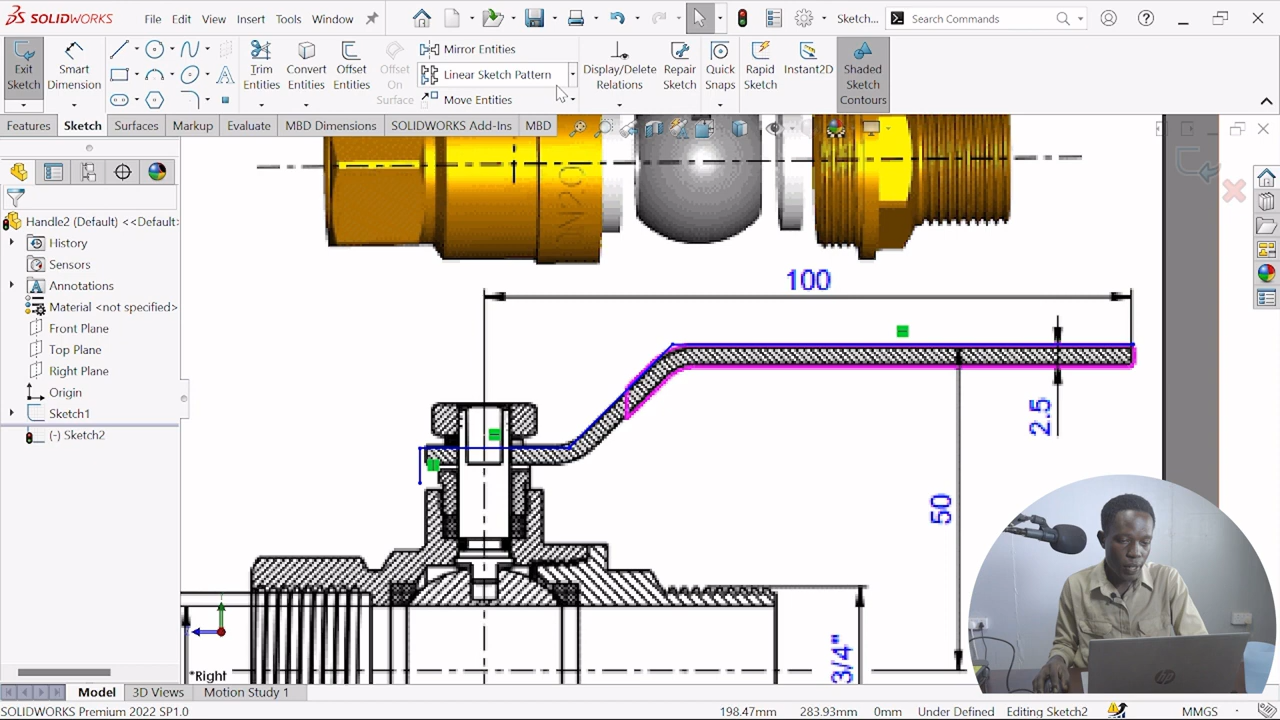 SOLIDWORKS File Edit View Insert Tools Window Sketch... Search Commands
Exit Sketch Smart Dimension Trim Entities Convert Entities Offset Entities Offset On Surface Mirror Entities Linear Sketch Pattern Move Entities Display/Delete Relations Repair Sketch Quick Snaps Rapid Sketch Instant2D Shaded Sketch Contours
Features Sketch Surfaces Markup Evaluate MBD Dimensions SOLIDWORKS Add-Ins MBD
Handle2 (Default) <<Default:
History
Sensors
Annotations
Material <not specified>
Front Plane
Top Plane
Right Plane
Origin
Sketch1
(-) Sketch2
100
2.5
50
3/4"
*Right
Model 3D Views Motion Study 1
SOLIDWORKS Premium 2022 SP1.0 198.47mm 283.93mm 0mm Under Defined Editing Sketch2 MMGS